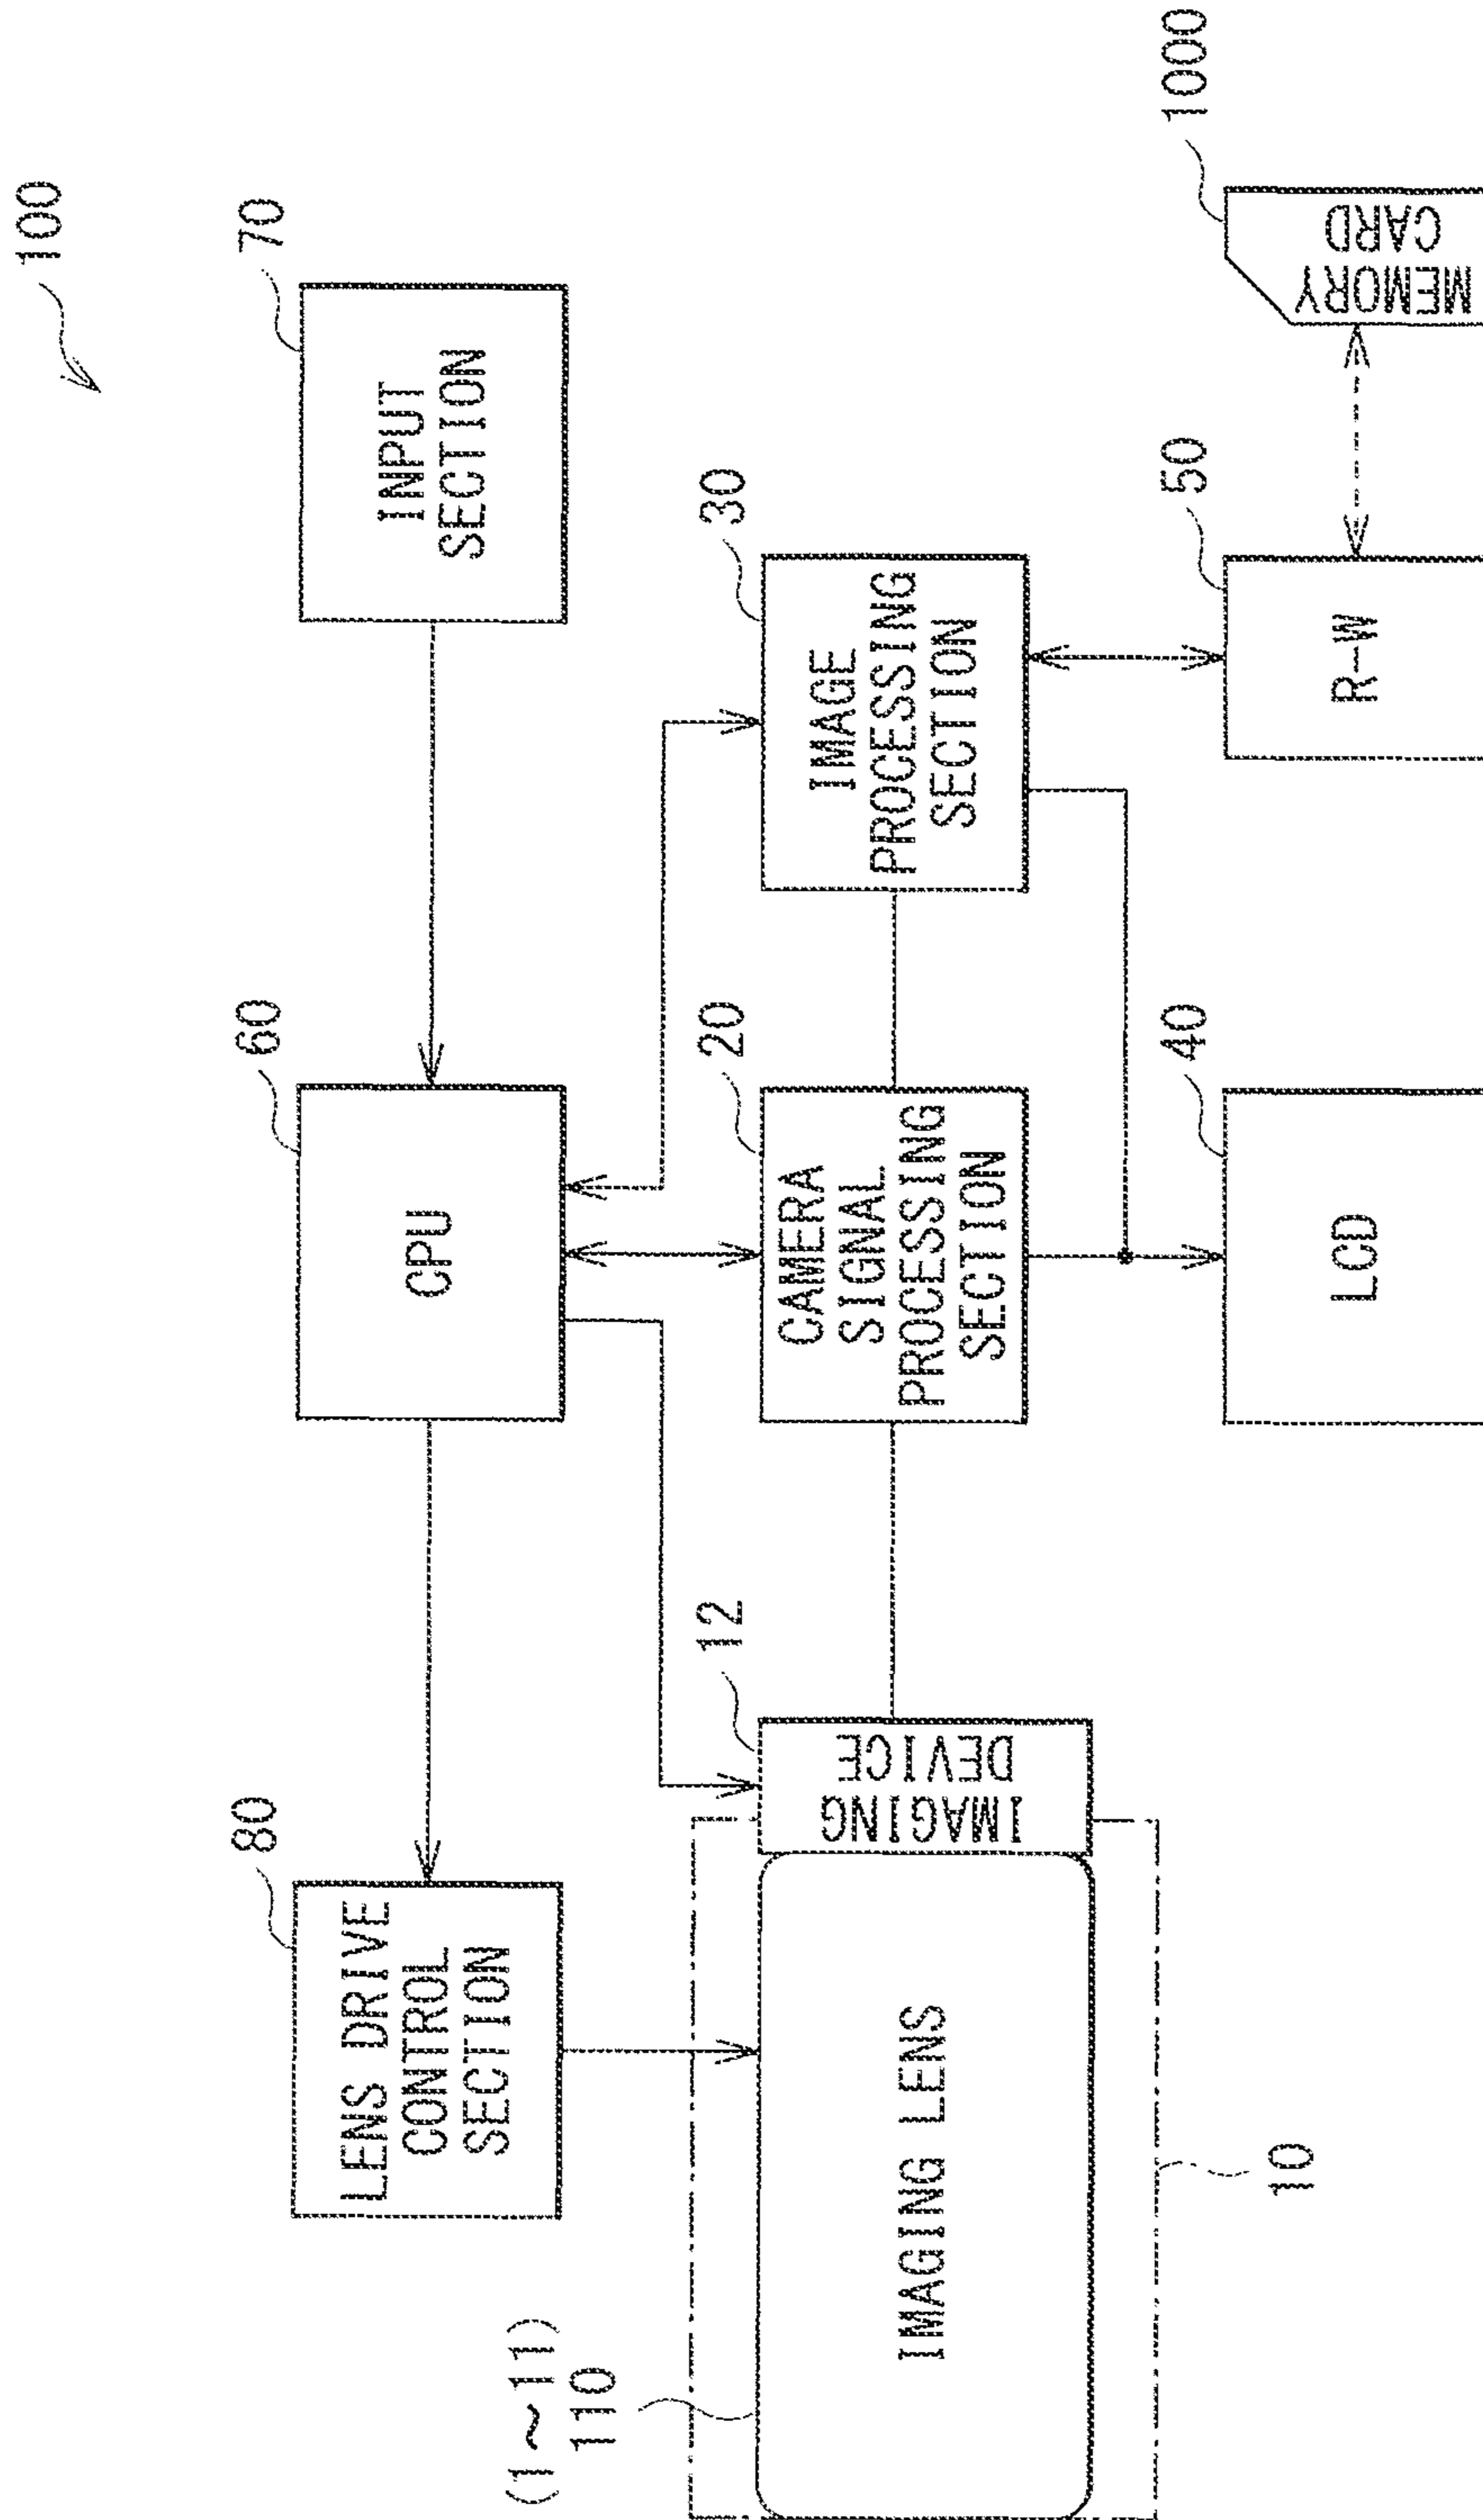 100
80
60
70
LENS DRIVE
CONTROL
SECTION
CPU
INPUT
SECTION
(1~11)
110
12
20
30
IMAGING LENS
IMAGING
DEVICE
CAMERA
SIGNAL
PROCESSING
SECTION
IMAGE
PROCESSING
SECTION
10
40
50
1000
LCD
R-W
MEMORY
CARD